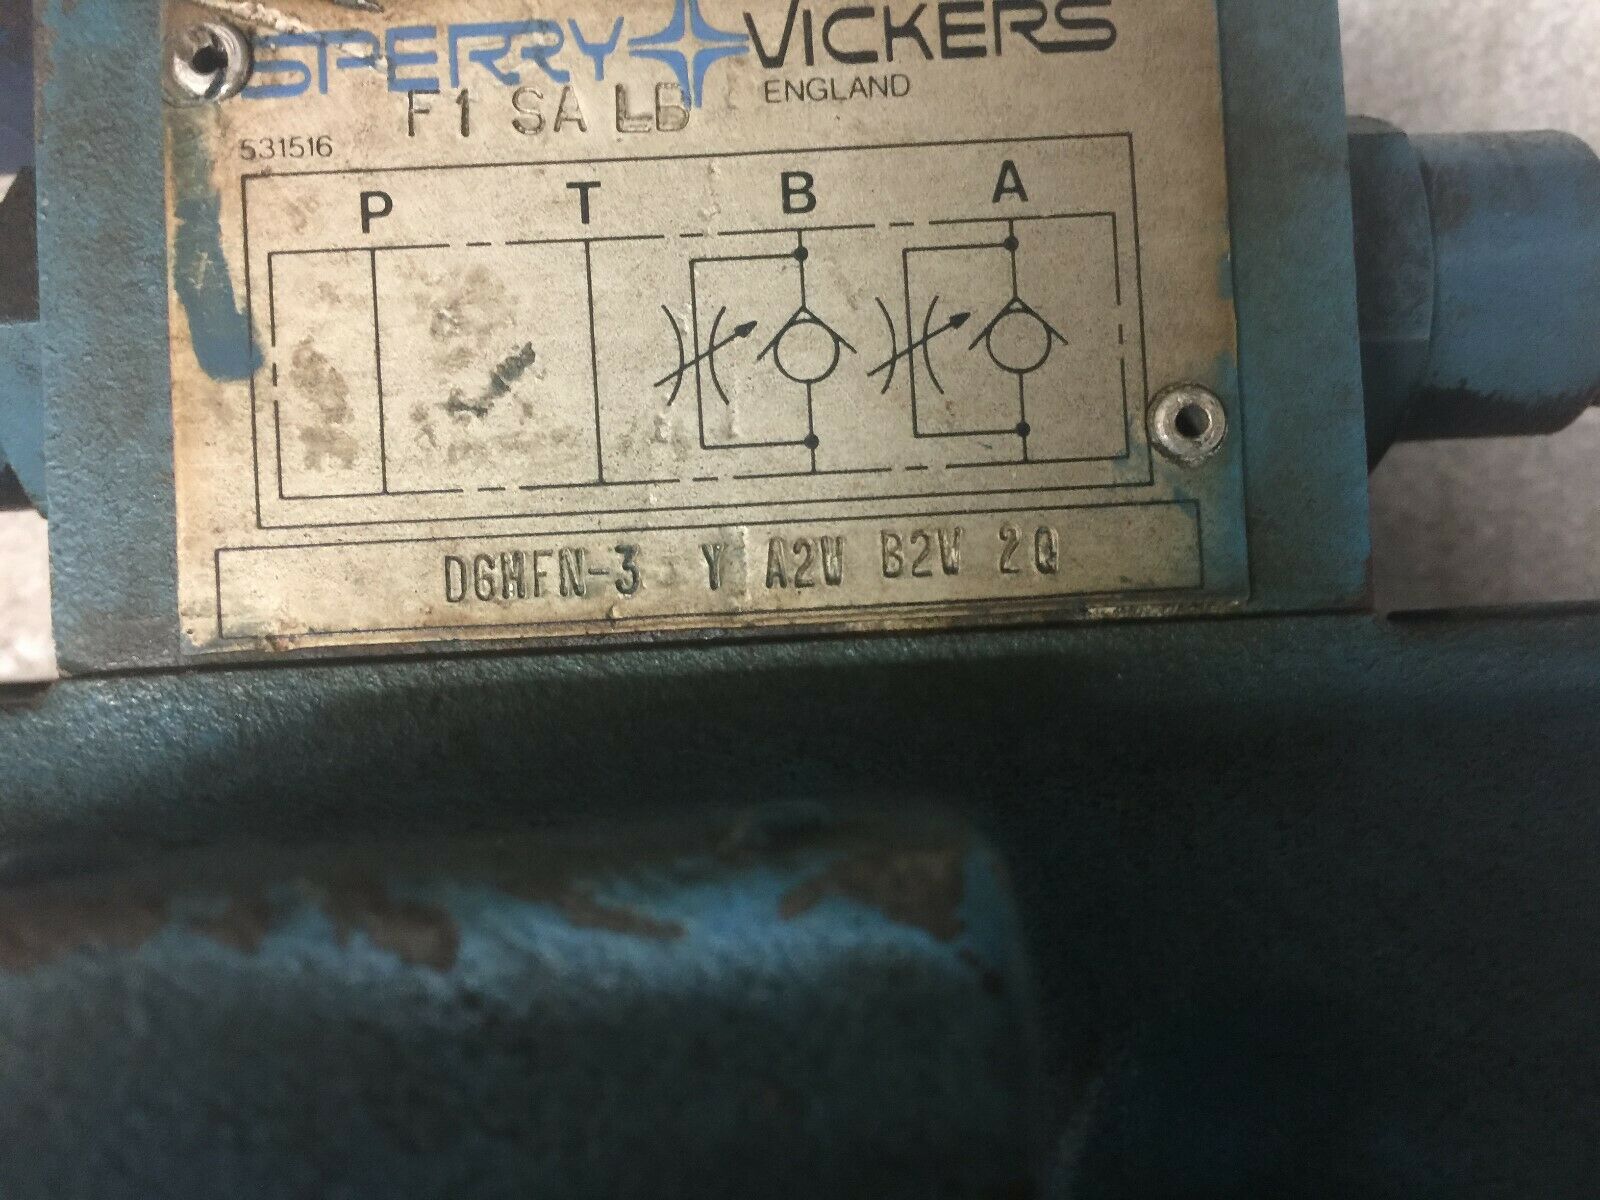 SPERRY VICKERS
ENGLAND
F1 SA LB
531516
P T B A
DGMFN-3 Y A2W B2W 20